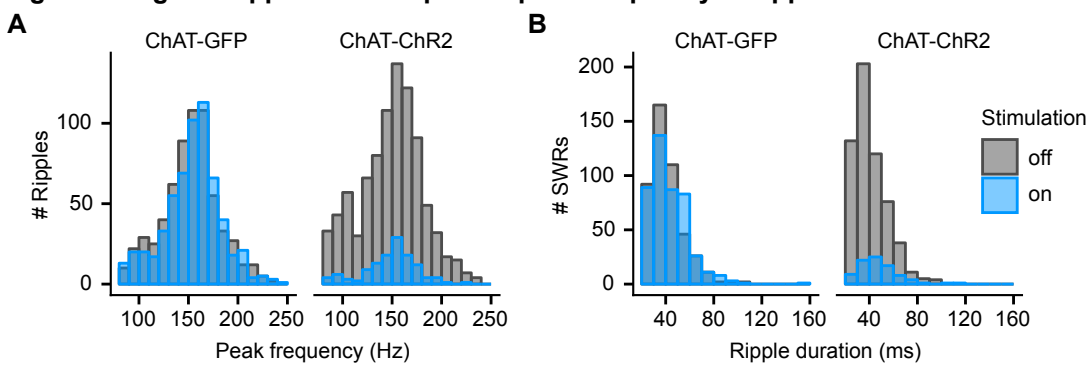 A
B
ChAT-GFP
ChAT-ChR2
ChAT-GFP
ChAT-ChR2
# Ripples
100
50
0
100
150
200
250
100
150
200
250
Peak frequency (Hz)
# SWRs
200
150
100
50
0
40
80
120
160
40
80
120
160
Ripple duration (ms)
Stimulation
off
on